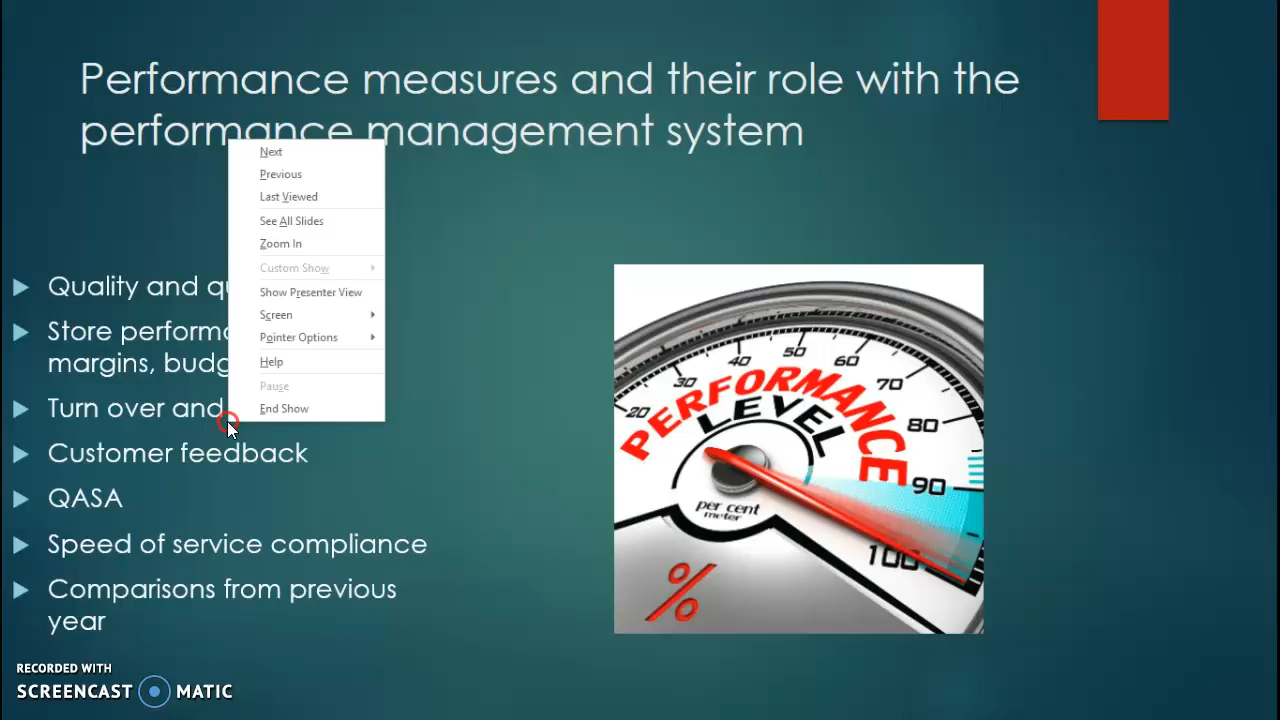 Performance measures and their role with the
performance management system
Next
Previous
Last Viewed
See All Slides
Zoom In
Custom Show
Show Presenter View
Screen
Pointer Options
Help
Pause
End Show
Quality and
Store
margins,
Turn over and
Customer feedback
QASA
Speed of service compliance
Comparisons from previous
year
20
30
40
50
60
70
80
90
100
PERFORMANCE
LEVEL
per cent
meter
%
RECORDED WITH
SCREENCAST MATIC